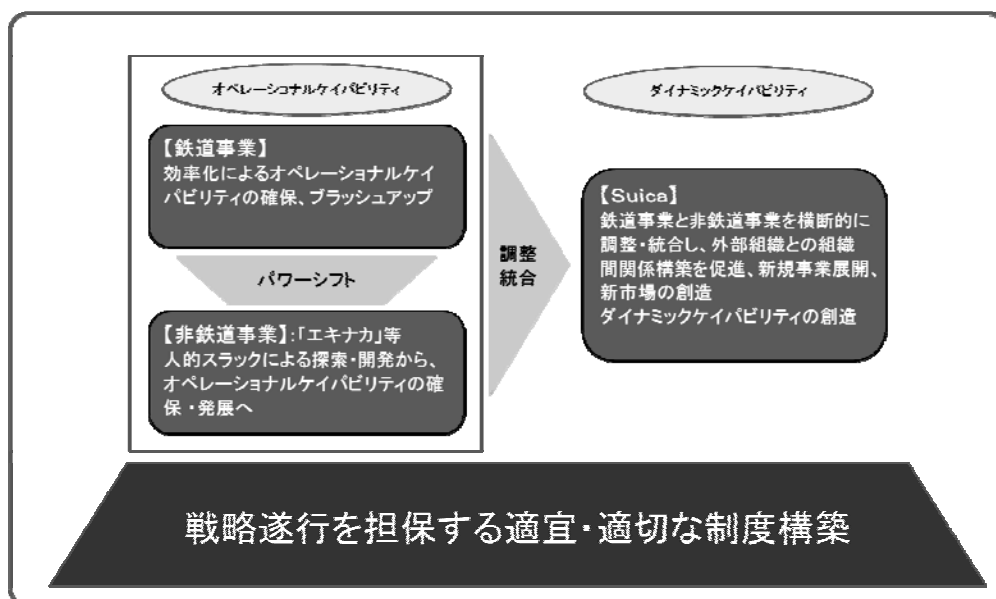 オペレーショナルケイパビリティ
【鉄道事業】
効率化によるオペレーショナルケイ
パビリティの確保、ブラッシュアップ
パワーシフト
【非鉄道事業】:「エキナカ」等
人的スラックによる探索・開発から、
オペレーショナルケイパビリティの確
保・発展へ
調整
統合
ダイナミックケイパビリティ
【Suica】
鉄道事業と非鉄道事業を横断的に
調整・統合し、外部組織との組織
間関係構築を促進、新規事業展開、
新市場の創造
ダイナミックケイパビリティの創造
戦略遂行を担保する適宜・適切な制度構築